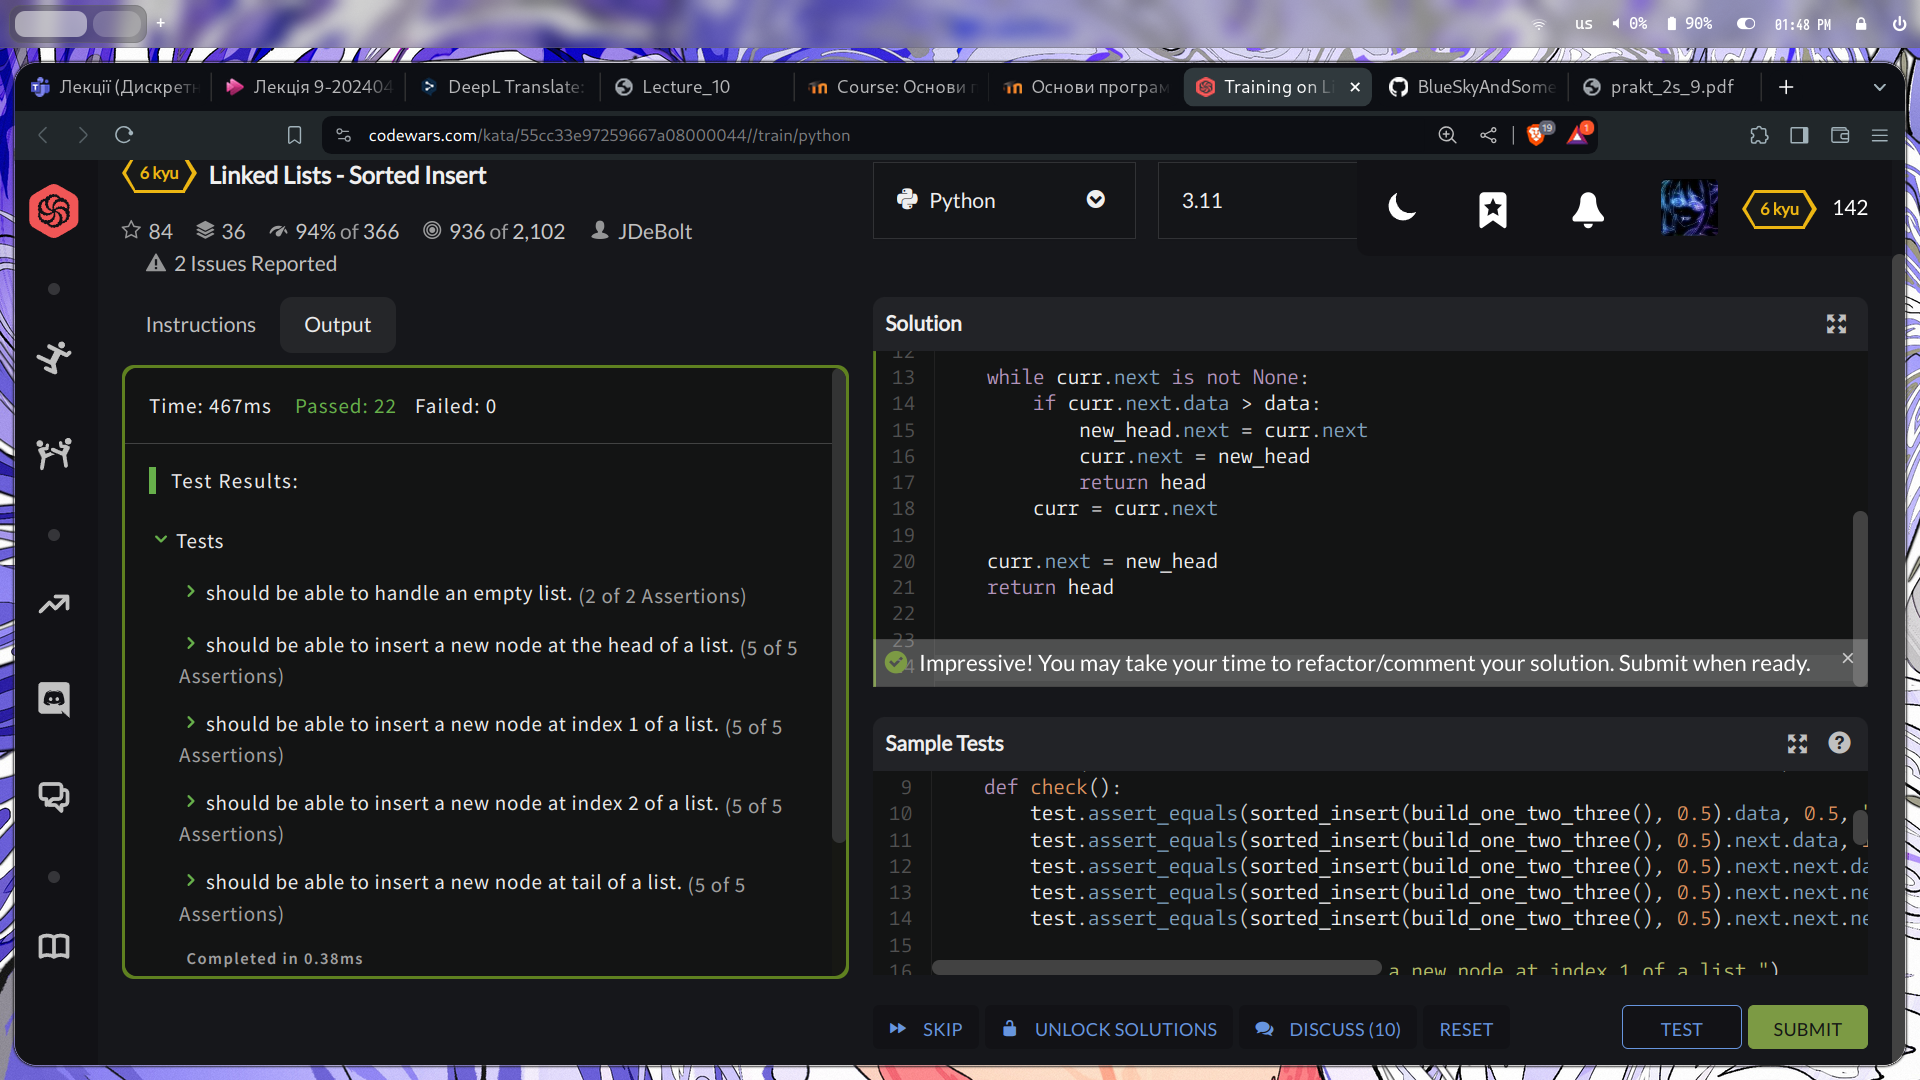 +
us
0%
90%
01:48 PM
Лекції (Дискретн
Лекція 9-202404
DeepL Translate:
Lecture_10
Course: Основи п
Основи програм
Training on Li
BlueSkyAndSome
prakt_2s_9.pdf
codewars.com/kata/55cc33e97259667a08000044//train/python
19
1
6 kyu
Linked Lists - Sorted Insert
84
36
94% of 366
936 of 2,102
JDeBolt
2 Issues Reported
Python
3.11
6 kyu
142
Instructions
Output
Time: 467ms Passed: 22 Failed: 0
Test Results:
Tests
should be able to handle an empty list. (2 of 2 Assertions)
should be able to insert a new node at the head of a list. (5 of 5
Assertions)
should be able to insert a new node at index 1 of a list. (5 of 5
Assertions)
should be able to insert a new node at index 2 of a list. (5 of 5
Assertions)
should be able to insert a new node at tail of a list. (5 of 5
Assertions)
Completed in 0.38ms
Solution
12
13 while curr.next is not None:
14 if curr.next.data > data:
15 new_head.next = curr.next
16 curr.next = new_head
17 return head
18 curr = curr.next
19
20 curr.next = new_head
21 return head
22
23
Impressive! You may take your time to refactor/comment your solution. Submit when ready.
Sample Tests
9 def check():
10 test.assert_equals(sorted_insert(build_one_two_three(), 0.5).data, 0.5,
11 test.assert_equals(sorted_insert(build_one_two_three(), 0.5).next.data,
12 test.assert_equals(sorted_insert(build_one_two_three(), 0.5).next.next.da
13 test.assert_equals(sorted_insert(build_one_two_three(), 0.5).next.next.ne
14 test.assert_equals(sorted_insert(build_one_two_three(), 0.5).next.next.ne
15
16 a new node at index 1 of a list.")
SKIP
UNLOCK SOLUTIONS
DISCUSS (10)
RESET
TEST
SUBMIT